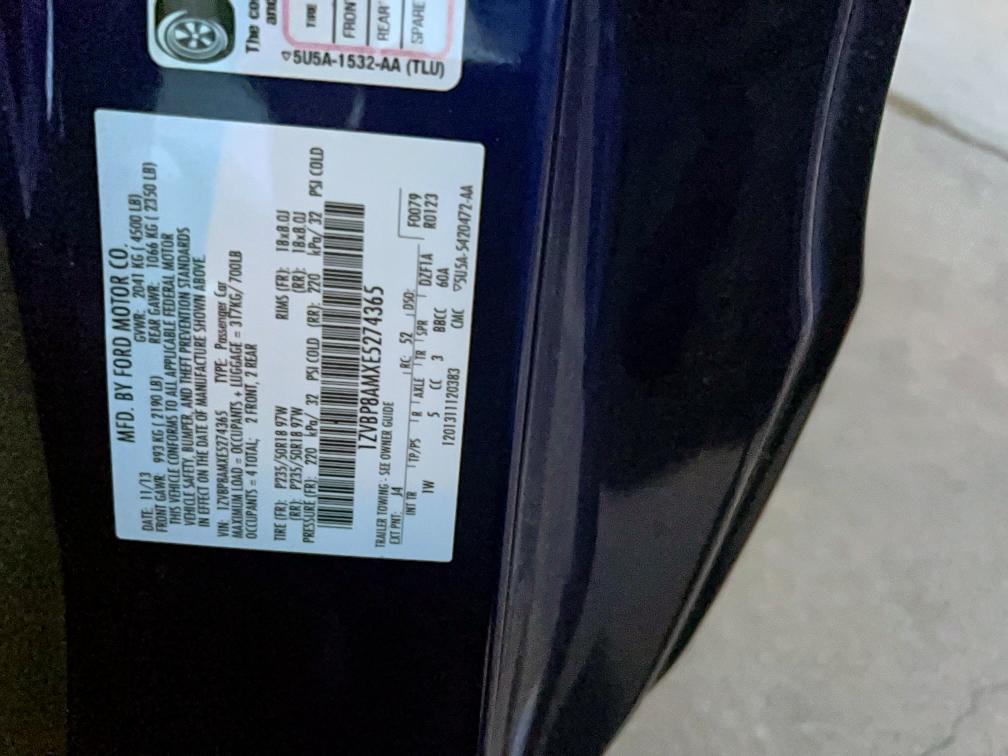 MFD. BY FORD MOTOR CO.
DATE: 11/13 GVWR: 2041 KG ( 4500 LB)
FRONT GAWR: 993 KG ( 2190 LB) REAR GAWR: 1066 KG ( 2350 LB)
THIS VEHICLE CONFORMS TO ALL APPLICABLE FEDERAL MOTOR
VEHICLE SAFETY, BUMPER, AND THEFT PREVENTION STANDARDS
IN EFFECT ON THE DATE OF MANUFACTURE SHOWN ABOVE
VIN: 1ZVBP8AMXE5274365 TYPE: Passenger Car
MAXIMUM LOAD = OCCUPANTS + LUGGAGE = 317KG/700LB
OCCUPANTS = 4 TOTAL; 2 FRONT, 2 REAR
TIRE (FR): P235/50R18 97W RIMS (FR): 18x8.0J
(RR): P235/50R18 97W (RR): 18x8.0J
PRESSURE (FR): 220 kPa/ 32 PSI COLD (RR): 220 kPa/ 32 PSI COLD
1ZVBP8AMXE5274365
TRAILER TOWING - SEE OWNER GUIDE
EXT PNT: J4 RC: 52 DSO: F0079
INT TR TP/PS R AXLE TR SPR DZF1A R0123
1W 5 CC 3 BBCC 60A
1201311120383 CMC ▽5U5A-5420472-AA
The co
and
TIRE
FRON
REAR
SPARE
▽5U5A-1532-AA (TLU)